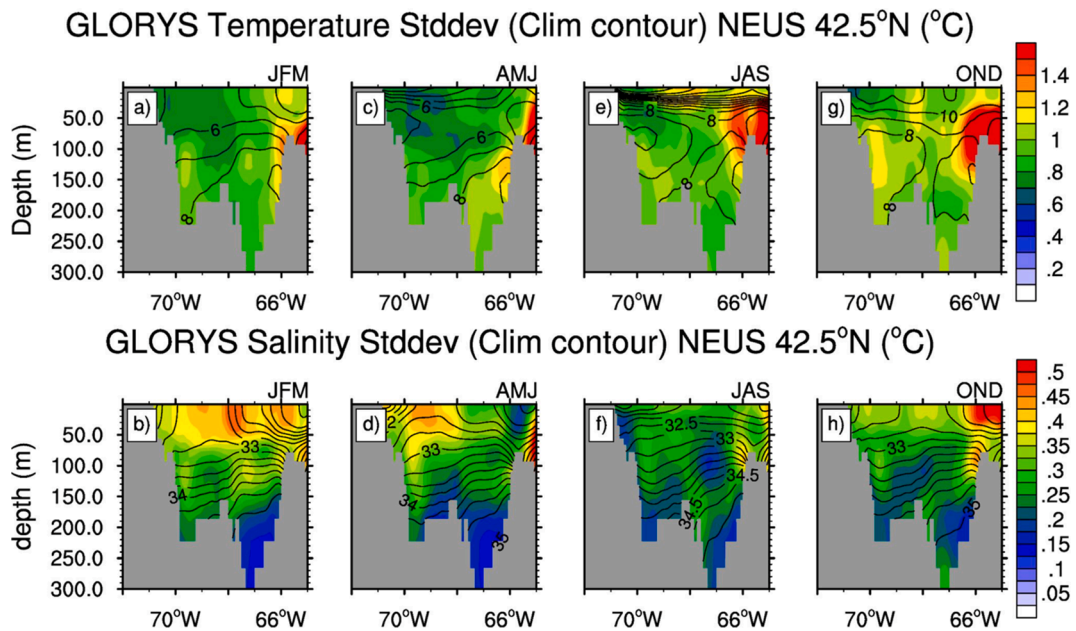 GLORYS Temperature Stddev (Clim contour) NEUS 42.5°N (°C)
JFM AMJ JAS OND
a) c) e) g)
Depth (m)
50.0
100.0
150.0
200.0
250.0
300.0
6 8
6 6 8
8 8 8
10 8 8
70°W 66°W 70°W 66°W 70°W 66°W 70°W 66°W
1.4
1.2
1
.8
.6
.4
.2
GLORYS Salinity Stddev (Clim contour) NEUS 42.5°N (°C)
JFM AMJ JAS OND
b) d) f) h)
depth (m)
50.0
100.0
150.0
200.0
250.0
300.0
33 34
2 33 34 35
32.5 33 34.5 34.5
33 35
70°W 66°W 70°W 66°W 70°W 66°W 70°W 66°W
.5
.45
.4
.35
.3
.25
.2
.15
.1
.05